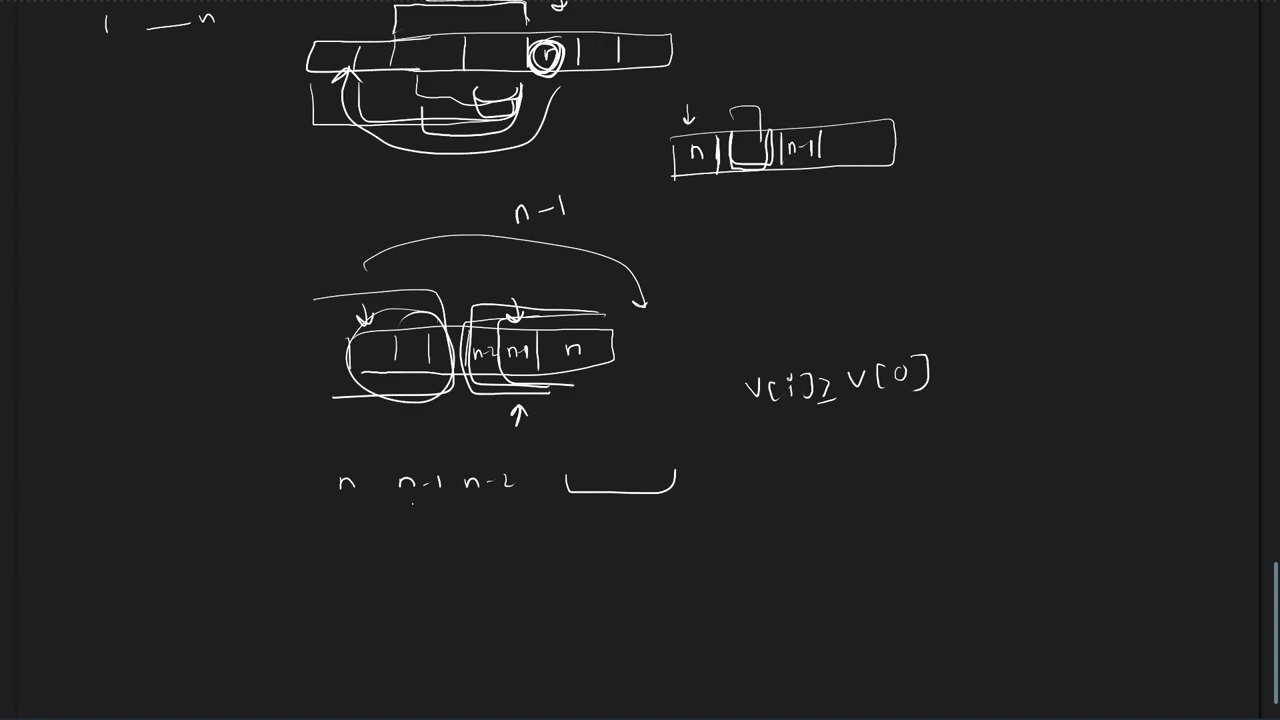 1 — n
n
n n-1
n-1
n-2 n-1 n
v[i] ≥ v[0]
n n-1 n-2